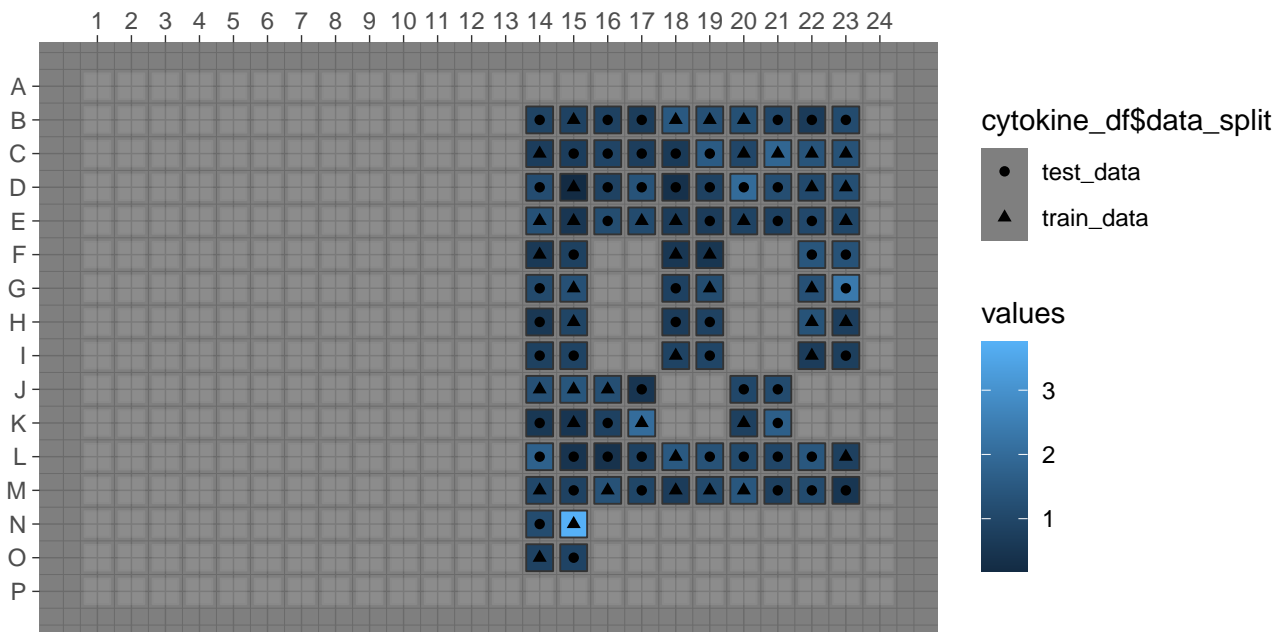 1 2 3 4 5 6 7 8 9 10 11 12 13 14 15 16 17 18 19 20 21 22 23 24
A
B
C
D
E
F
G
H
I
J
K
L
M
N
O
P
cytokine_df$data_split
test_data
train_data
values
3
2
1